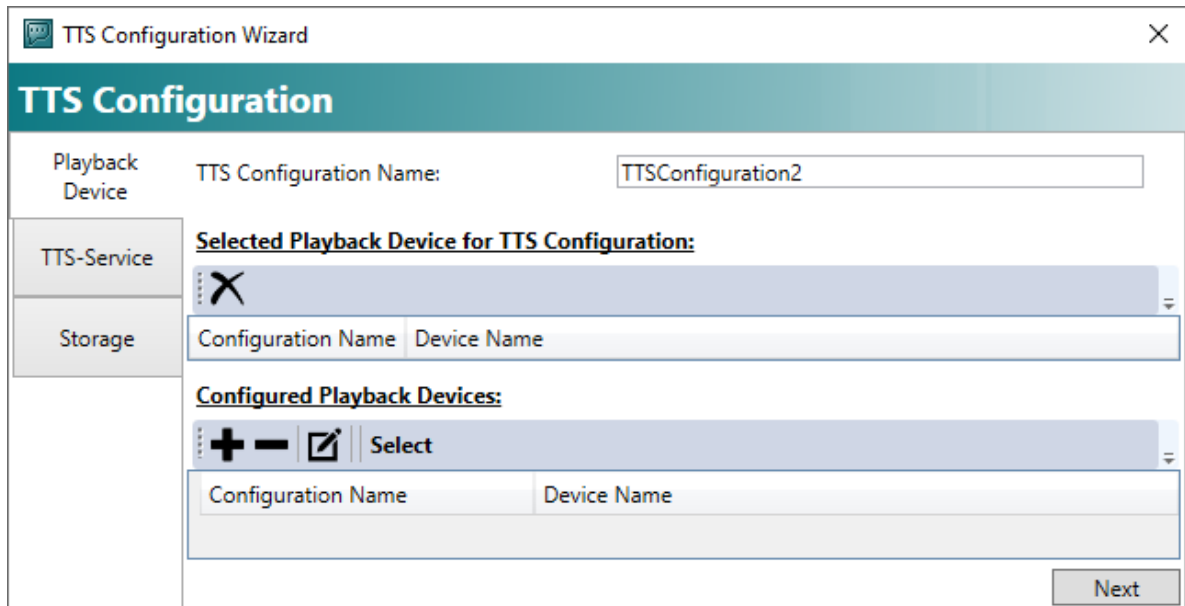 TTS Configuration Wizard
TTS Configuration
Playback
Device
TTS-Service
Storage
TTS Configuration Name: TTSConfiguration2
Selected Playback Device for TTS Configuration:
Configuration Name Device Name
Configured Playback Devices:
Select
Configuration Name Device Name
Next